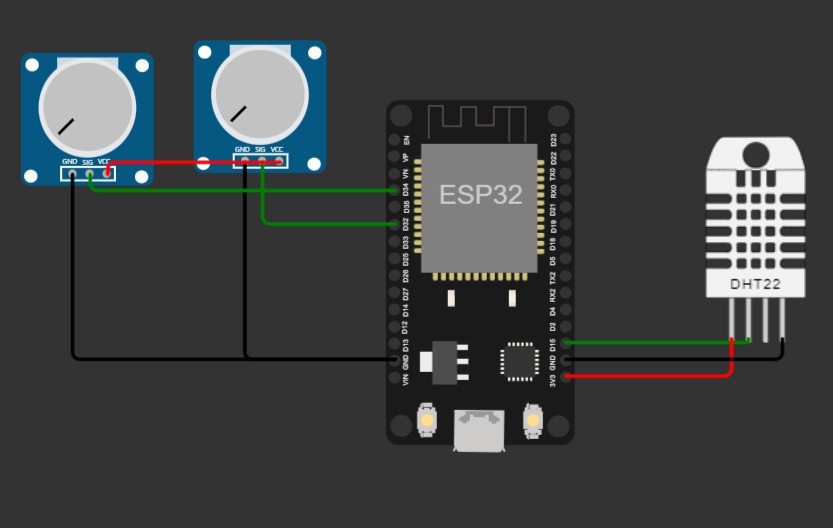 GND SIG VCC
GND SIG VCC
ESP32
EN
VP
VN
D34
D35
D32
D33
D25
D26
D27
D14
D12
D13
GND
VIN
D23
D22
TX0
RX0
D21
D19
D18
D5
TX2
RX2
D4
D2
D15
GND
3V3
DHT22